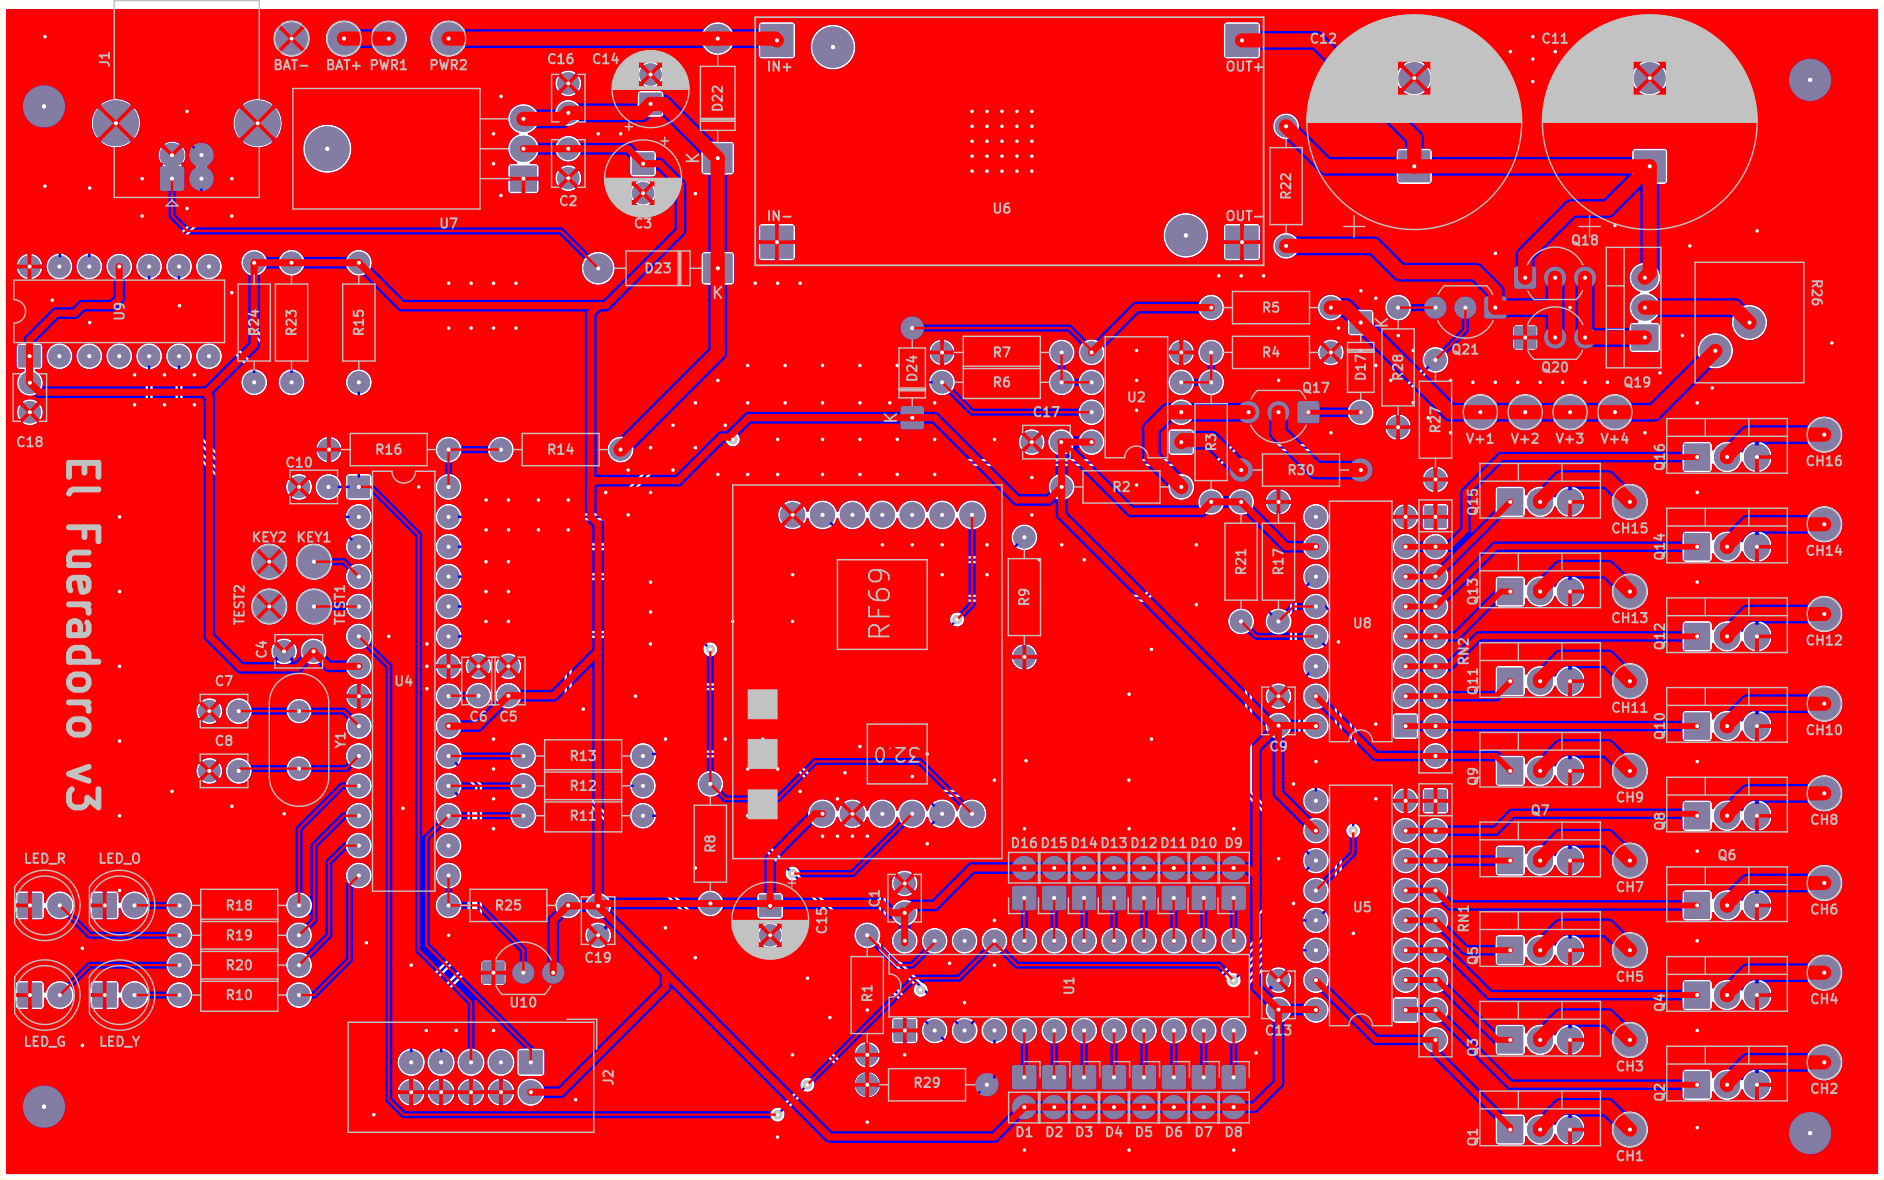 J1
BAT-
BAT+
PWR1
PWR2
C16
C14
D22
K
IN+
OUT+
C12
C11
U7
C2
C3
IN-
OUT-
U6
R22
Q18
D23
K
U9
R24
R23
R15
R5
K
R26
Q21
Q20
Q19
R7
R6
D24
K
U2
R4
D17
R28
Q17
R27
V+1
V+2
V+3
V+4
C18
C17
R16
R14
R3
R30
R2
C10
Q16
CH16
Q15
CH15
El Fueradoro v3
KEY2
KEY1
TEST2
TEST1
RF69
R9
R21
R17
Q14
CH14
Q13
CH13
U8
RN2
Q12
CH12
C4
U4
C7
C8
Y1
C6
C5
R13
R12
R11
32.0
C9
Q11
CH11
Q10
CH10
Q9
CH9
Q8
CH8
R8
Q7
CH7
Q6
CH6
LED_R
LED_O
D16
D15
D14
D13
D12
D11
D10
D9
R18
R19
R20
R10
R25
C15
C1
C19
U10
U5
RN1
Q5
CH5
Q4
CH4
R1
U1
C13
LED_G
LED_Y
J2
R29
Q3
CH3
Q2
CH2
D1
D2
D3
D4
D5
D6
D7
D8
Q1
CH1